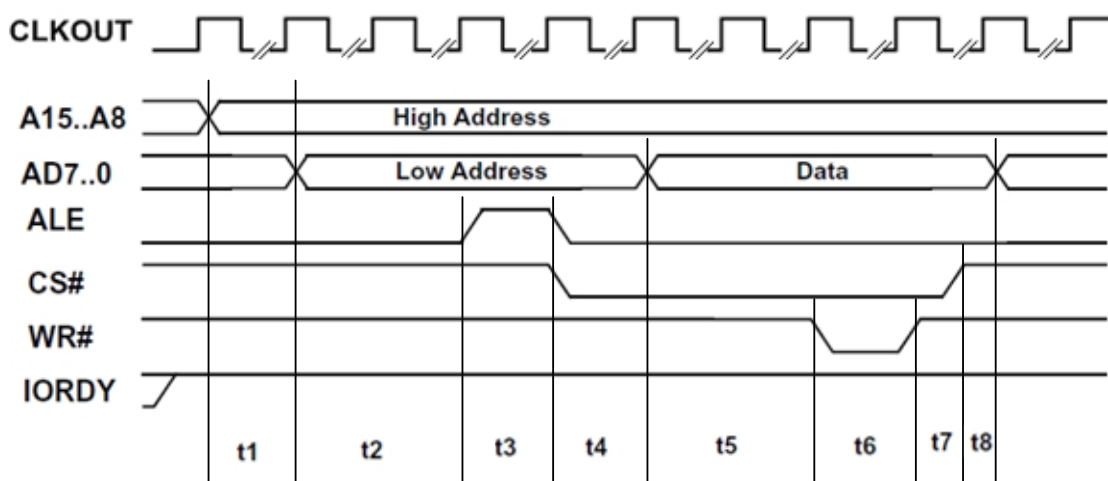 CLKOUT
A15..A8
High Address
AD7..0
Low Address
Data
ALE
CS#
WR#
IORDY
t1
t2
t3
t4
t5
t6
t7
t8